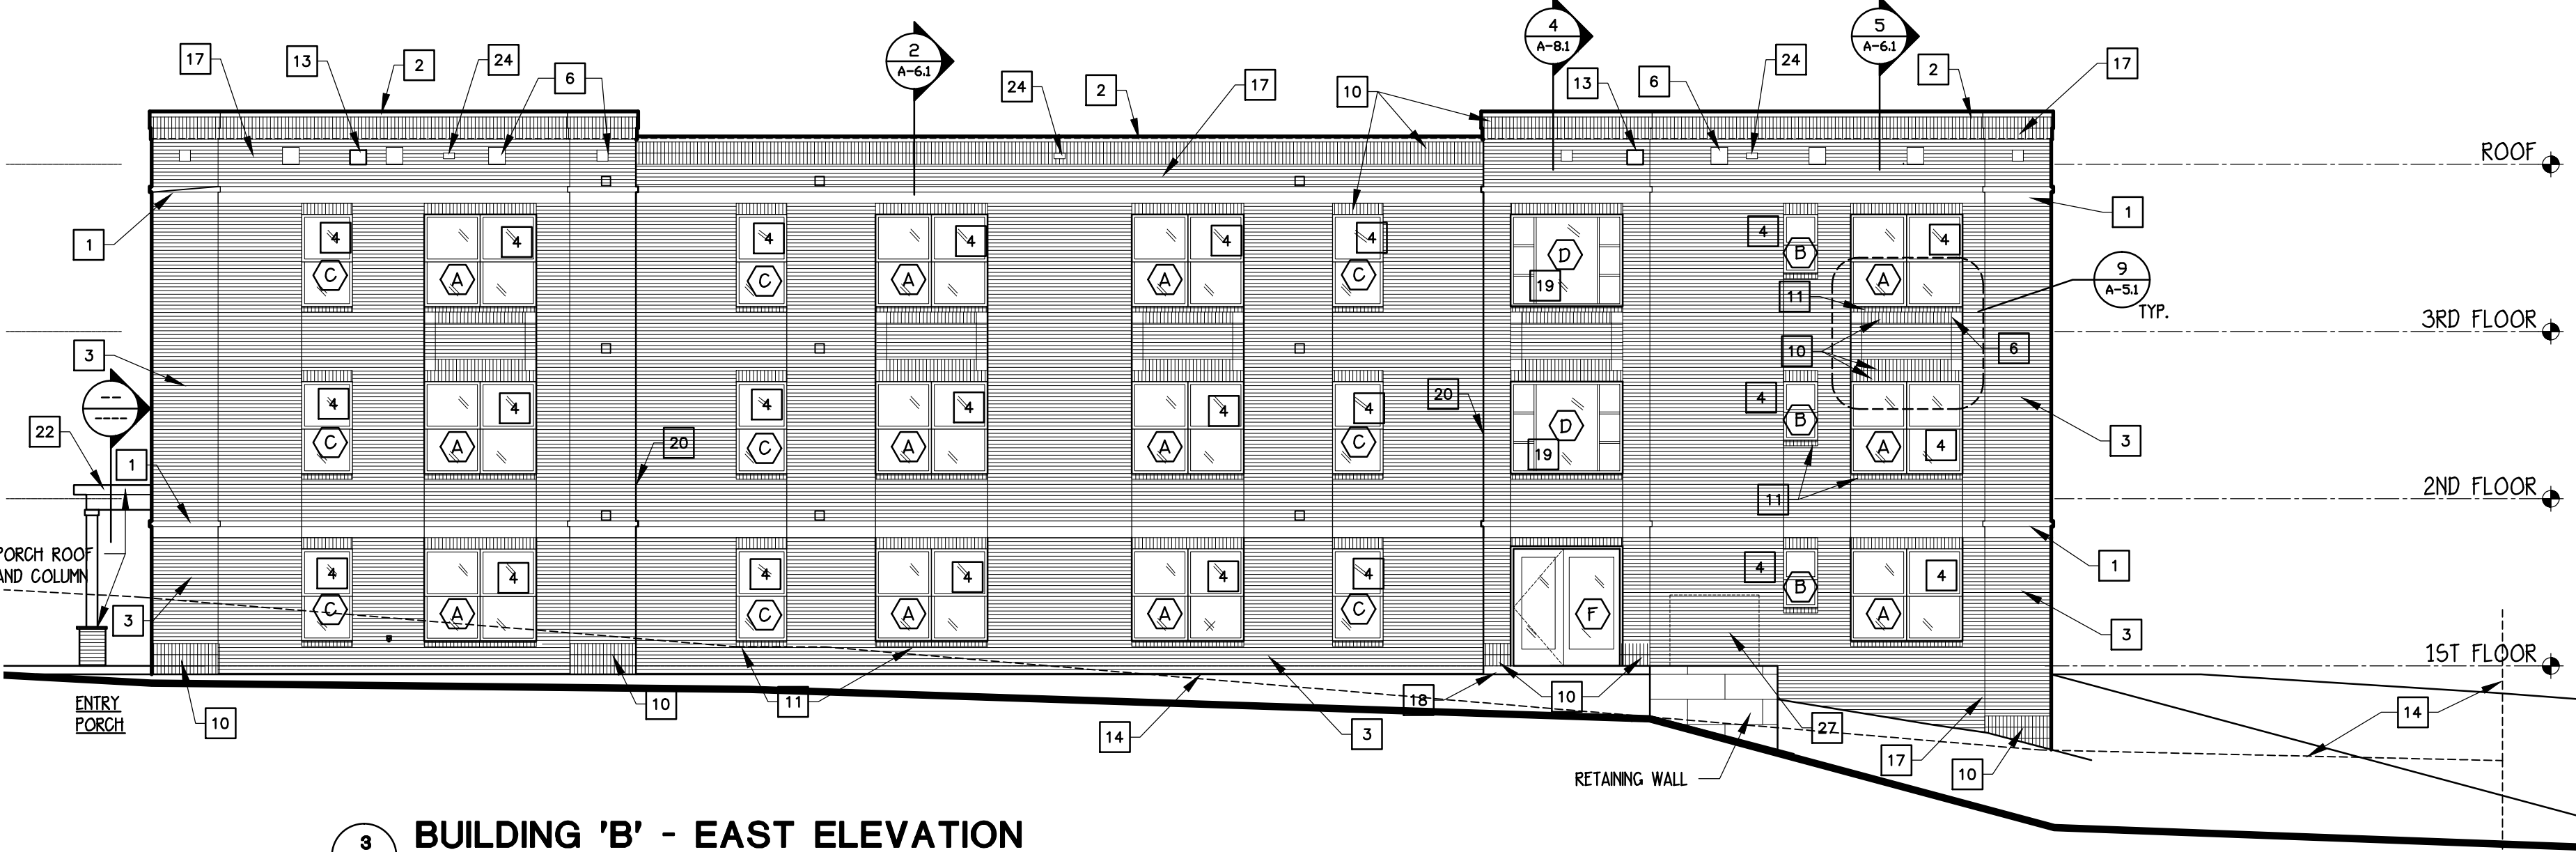 17
13
2
24
6
2
A-6.1
24
2
17
10
4
A-8.1
13
6
24
5
A-6.1
2
17
ROOF
1
1
4
4
4
4
4
4
4
4
C
A
C
A
A
C
D
19
B
A
11
9
A-5.1
TYP.
3RD FLOOR
3
10
6
22
1
4
4
4
4
4
4
20
4
C
A
20
C
A
A
C
D
19
B
A
4
3
11
2ND FLOOR
PORCH ROOF
AND COLUMN
1
3
4
4
4
4
4
4
4
4
C
A
C
A
A
C
F
B
A
3
1ST FLOOR
ENTRY
PORCH
10
10
11
14
3
18
10
27
17
10
14
RETAINING WALL
3
BUILDING 'B' - EAST ELEVATION